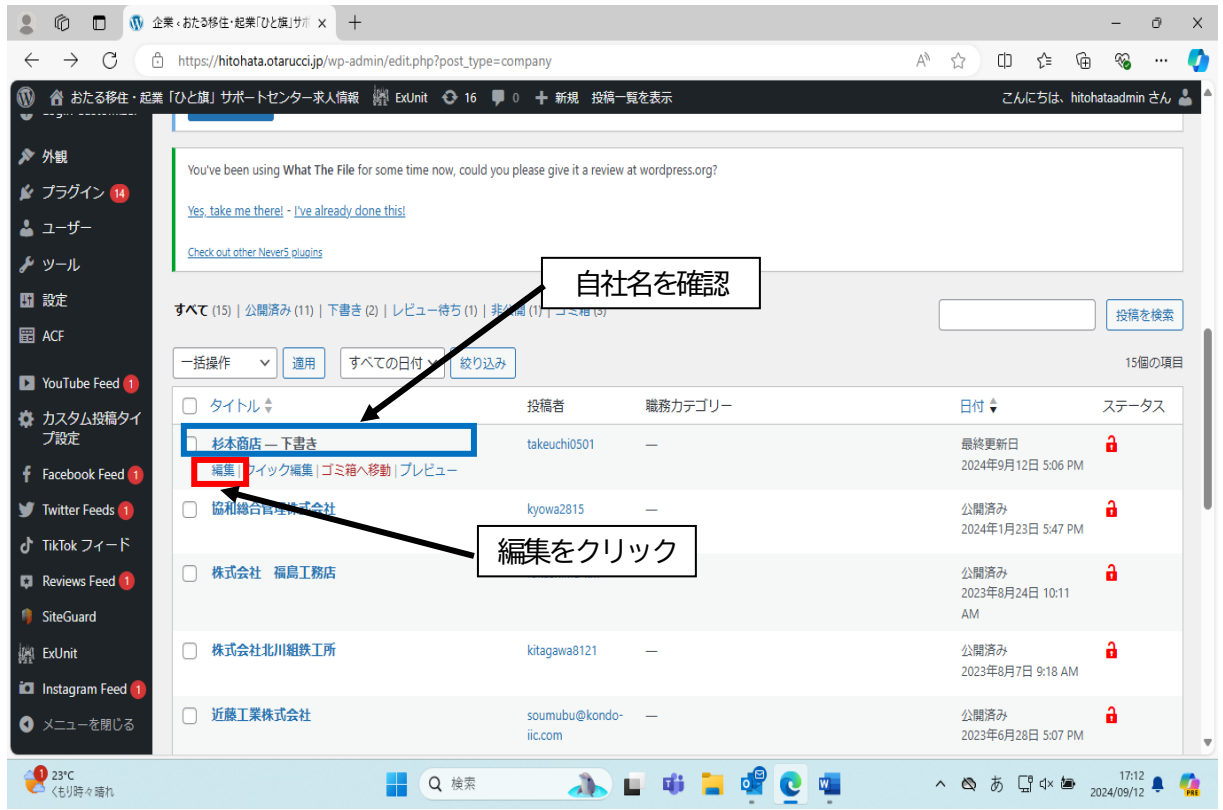 企業 ‹ おたる移住・起業「ひと旗」サポ
https://hitohata.otarucci.jp/wp-admin/edit.php?post_type=company
おたる移住・起業「ひと旗」サポートセンター求人情報 ExUnit 16 0 新規 投稿一覧を表示 こんにちは、hitohataadmin さん
外観
プラグイン 14
ユーザー
ツール
設定
ACF
YouTube Feed 1
カスタム投稿タイ
プ設定
Facebook Feed 1
Twitter Feeds 1
TikTok フィード
Reviews Feed 1
SiteGuard
ExUnit
Instagram Feed 1
メニューを閉じる
You've been using What The File for some time now, could you please give it a review at wordpress.org?
Yes, take me there! - I've already done this!
Check out other Never5 plugins
自社名を確認
すべて (15) | 公開済み (11) | 下書き (2) | レビュー待ち (1) | 非公開 (1) | ゴミ箱 (5)
投稿を検索
一括操作 適用 すべての日付 絞り込み 15個の項目
タイトル 投稿者 職務カテゴリー 日付 ステータス
杉本商店 — 下書き takeuchi0501 — 最終更新日
2024年9月12日 5:06 PM
編集 | クイック編集 | ゴミ箱へ移動 | プレビュー
協和総合管理株式会社 kyowa2815 — 公開済み
2024年1月23日 5:47 PM
編集をクリック
株式会社 福島工務店 公開済み
2023年8月24日 10:11
AM
株式会社北川組鉄工所 kitagawa8121 — 公開済み
2023年8月7日 9:18 AM
近藤工業株式会社 soumubu@kondo-
iic.com — 公開済み
2023年6月28日 5:07 PM
1
23°C
くもり時々晴れ
検索
あ
17:12
2024/09/12
PRE